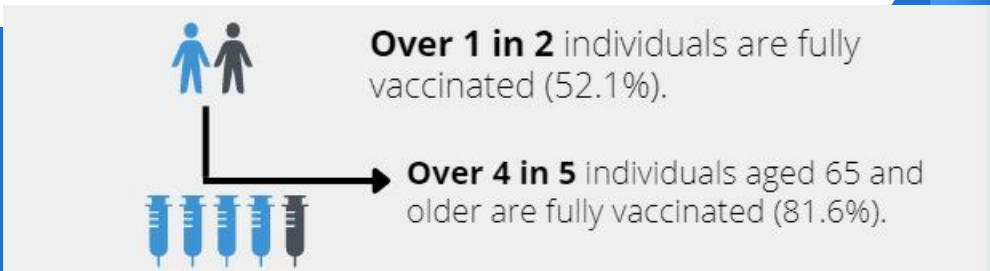 Over 1 in 2 individuals are fully
vaccinated (52.1%).
Over 4 in 5 individuals aged 65 and
older are fully vaccinated (81.6%).